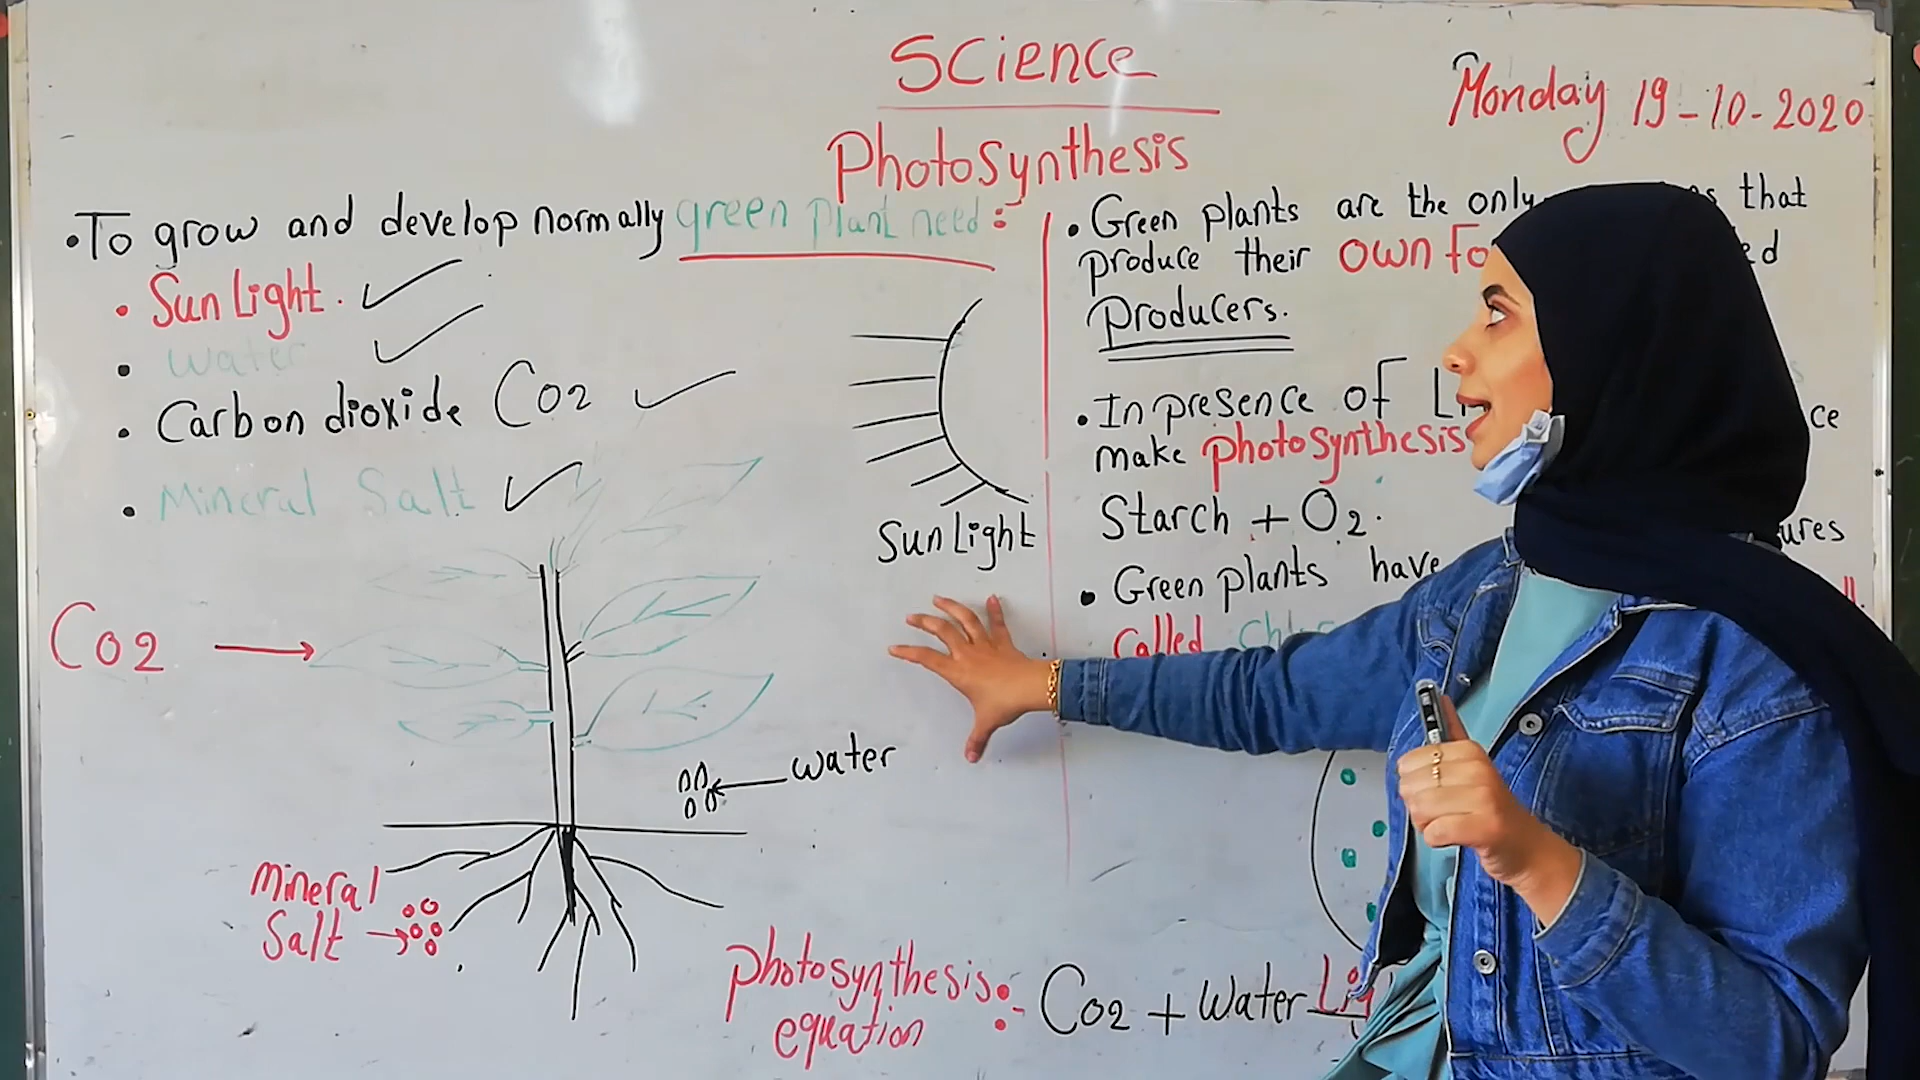 Science
Photosynthesis
Monday 19-10-2020
• To grow and develop normally green plant need:
• Sun Light.
• Water
• Carbon dioxide Co2
• Mineral Salt
Co2
Sun Light
water
Mineral
Salt
• Green plants are the only that
produce their own
Producers.
• In presence of
make photosynthesis
Starch + O2.
• Green plants have
Called
Photosynthesis :- Co2 + Water
equation